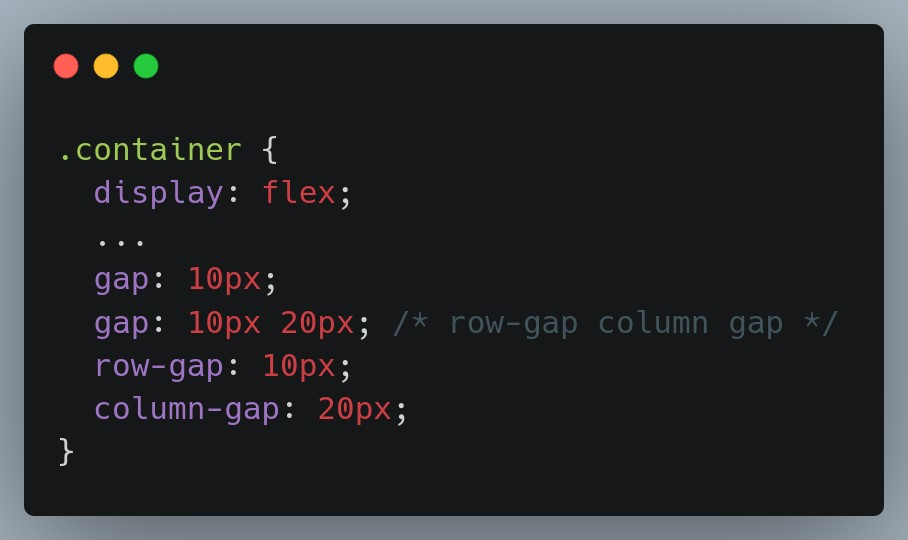 .container {
  display: flex;
  ...
  gap: 10px;
  gap: 10px 20px; /* row-gap column gap */
  row-gap: 10px;
  column-gap: 20px;
}